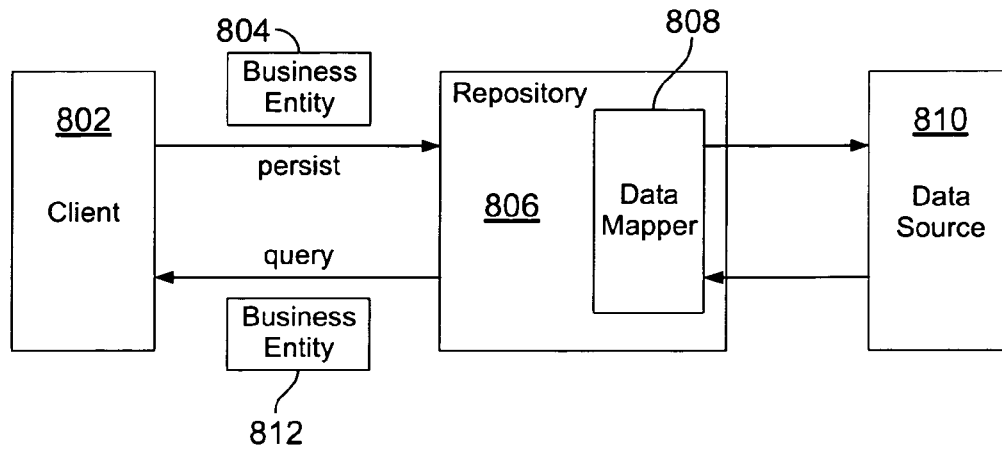 804
808
Business
Entity
802
Client
persist
query
Business
Entity
812
Repository
806
Data
Mapper
810
Data
Source